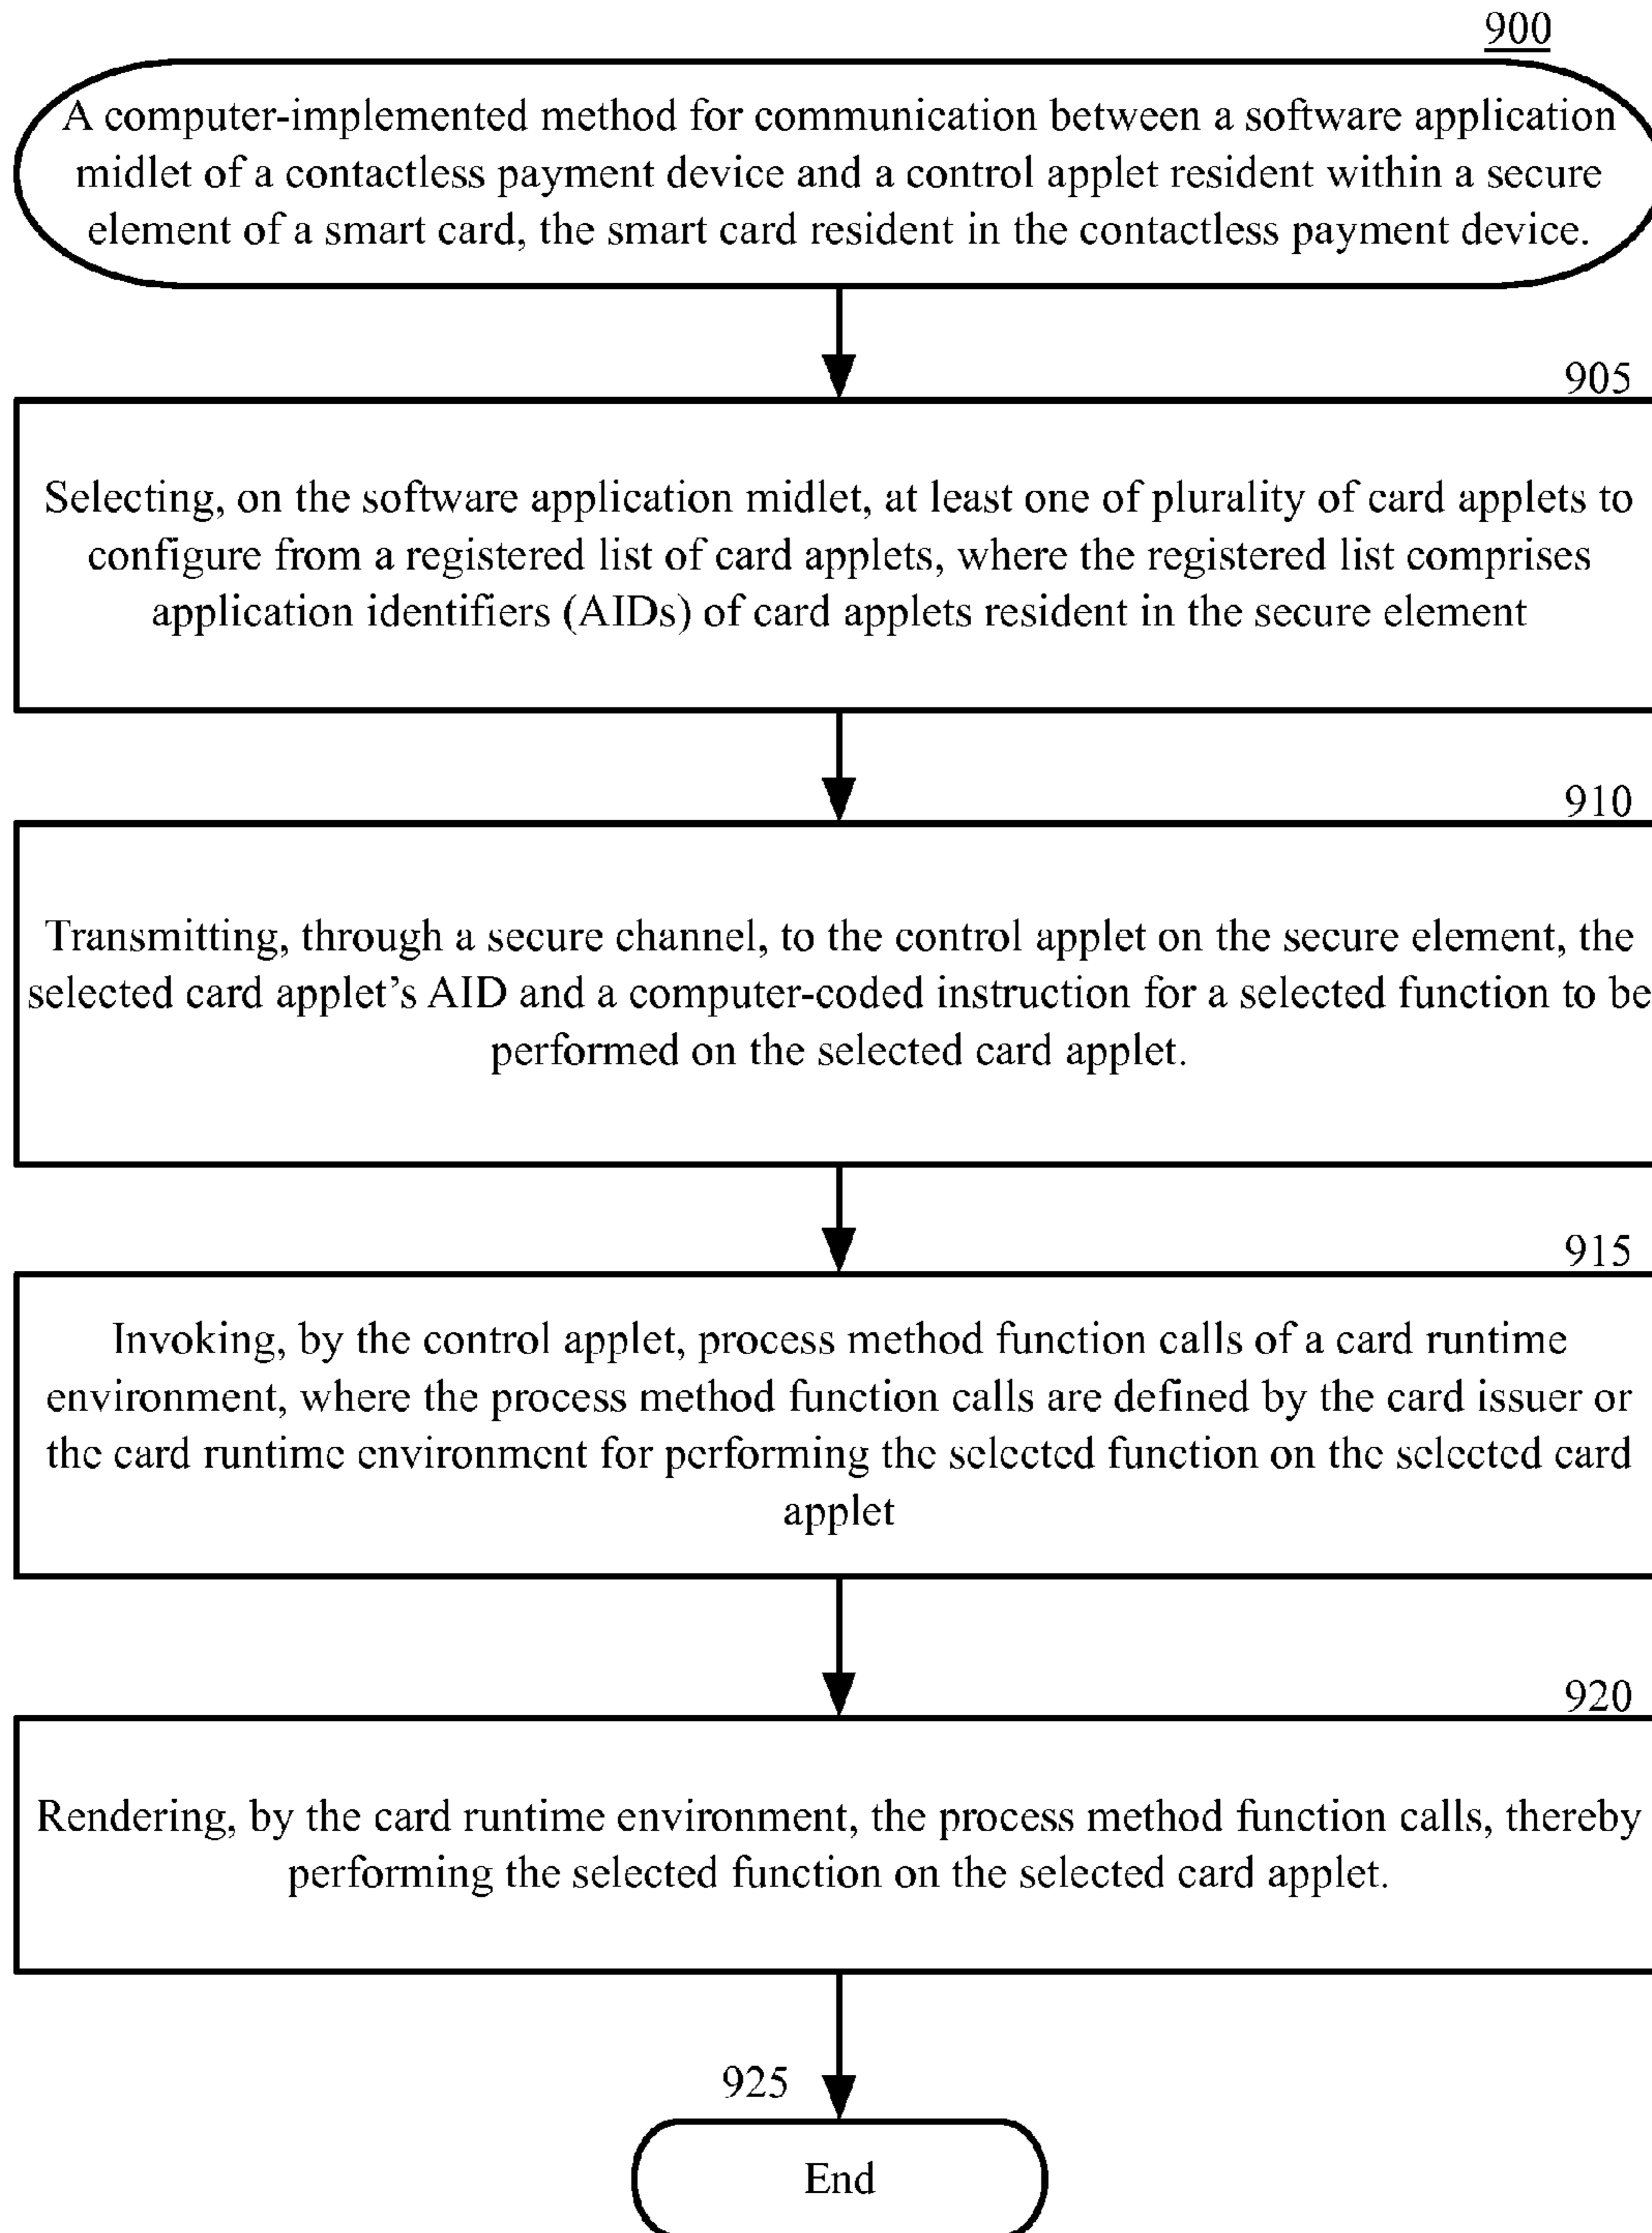 900
A computer-implemented method for communication between a software application
midlet of a contactless payment device and a control applet resident within a secure
element of a smart card, the smart card resident in the contactless payment device.
905
Selecting, on the software application midlet, at least one of plurality of card applets to
configure from a registered list of card applets, where the registered list comprises
application identifiers (AIDs) of card applets resident in the secure element
910
Transmitting, through a secure channel, to the control applet on the secure element, the
selected card applet’s AID and a computer-coded instruction for a selected function to be
performed on the selected card applet.
915
Invoking, by the control applet, process method function calls of a card runtime
environment, where the process method function calls are defined by the card issuer or
the card runtime environment for performing the selected function on the selected card
applet
920
Rendering, by the card runtime environment, the process method function calls, thereby
performing the selected function on the selected card applet.
925
End